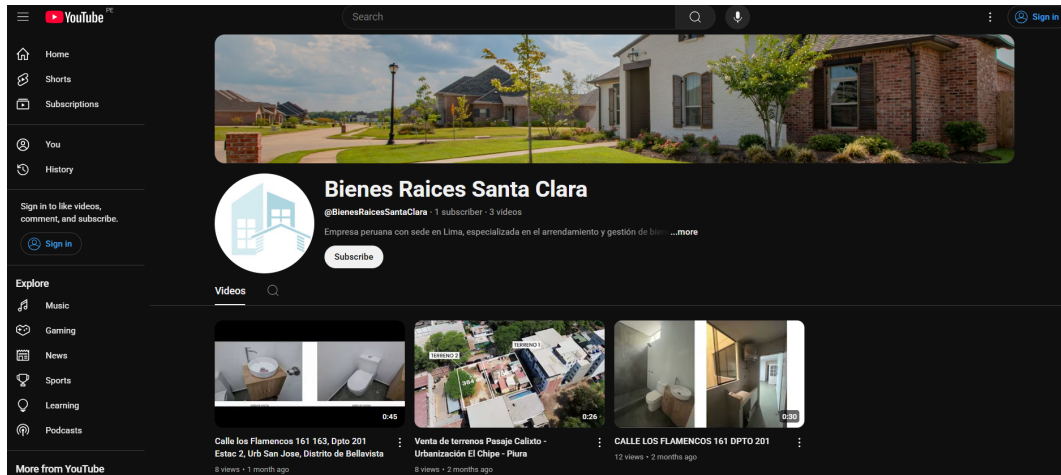 YouTube PE
Search
Sign in
Home
Shorts
Subscriptions
You
History
Sign in to like videos,
comment, and subscribe.
Sign in
Explore
Music
Gaming
News
Sports
Learning
Podcasts
More from YouTube
Bienes Raices Santa Clara
@BienesRaicesSantaClara · 1 subscriber · 3 videos
Empresa peruana con sede en Lima, especializada en el arrendamiento y gestión de bien ...more
Subscribe
Videos
0:45
Calle los Flamencos 161 163, Dpto 201
Estac 2, Urb San Jose, Distrito de Bellavista
8 views • 1 month ago
TERRENO 2
TERRENO 1
0:26
Venta de terrenos Pasaje Calixto -
Urbanización El Chipe - Piura
8 views • 2 months ago
0:30
CALLE LOS FLAMENCOS 161 DPTO 201
12 views • 2 months ago